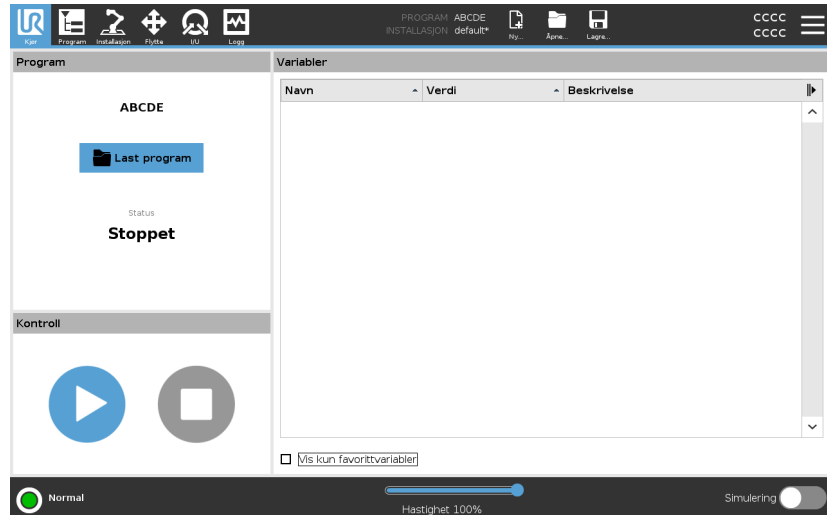 UR
PROGRAM ABCDE
INSTALLASJON default*
CCCC
CCCC
Kjør Program Installasjon Flytte I/U Logg Ny... Åpne... Lagre...
Program
Variabler
Navn Verdi Beskrivelse
ABCDE
Last program
Status
Stoppet
Kontroll
Vis kun favorittvariabler
Normal
Hastighet 100%
Simulering